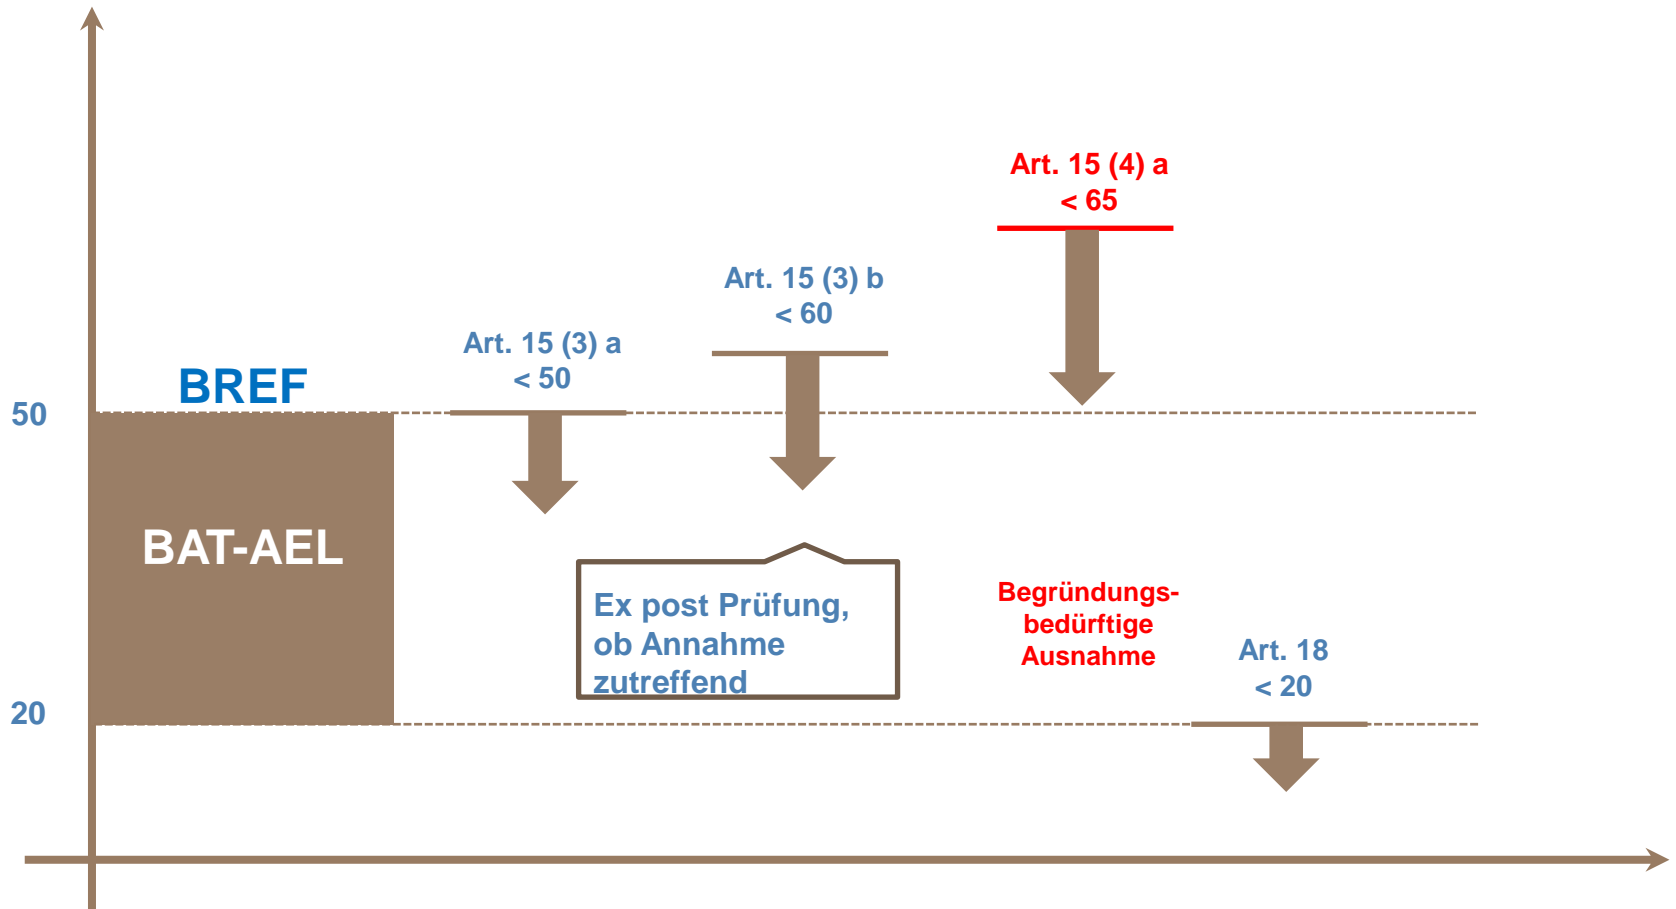 Art. 15 (4) a
< 65
Art. 15 (3) b
< 60
Art. 15 (3) a
< 50
BREF
50
BAT-AEL
Ex post Prüfung,
ob Annahme
zutreffend
Begründungs-
bedürftige
Ausnahme
Art. 18
< 20
20